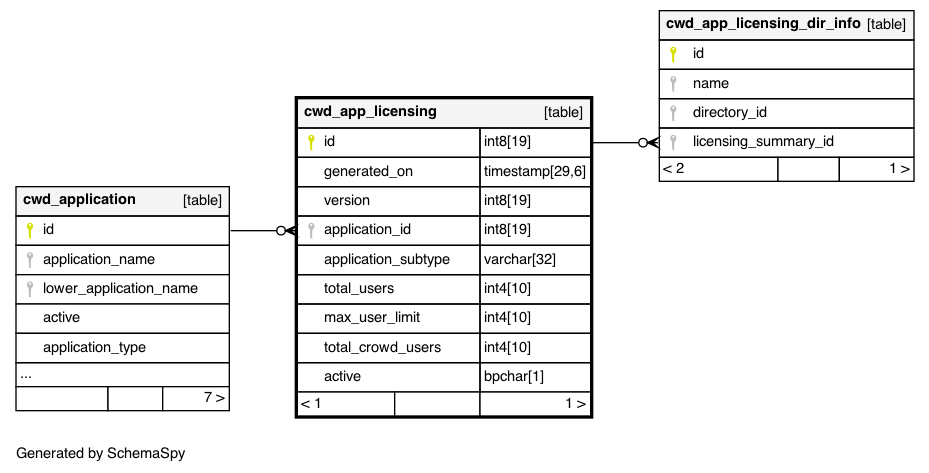 cwd_app_licensing_dir_info [table]
id
name
directory_id
licensing_summary_id
< 2 1 >
cwd_app_licensing [table]
id int8[19]
generated_on timestamp[29,6]
version int8[19]
application_id int8[19]
application_subtype varchar[32]
total_users int4[10]
max_user_limit int4[10]
total_crowd_users int4[10]
active bpchar[1]
< 1 1 >
cwd_application [table]
id
application_name
lower_application_name
active
application_type
...
7 >
Generated by SchemaSpy